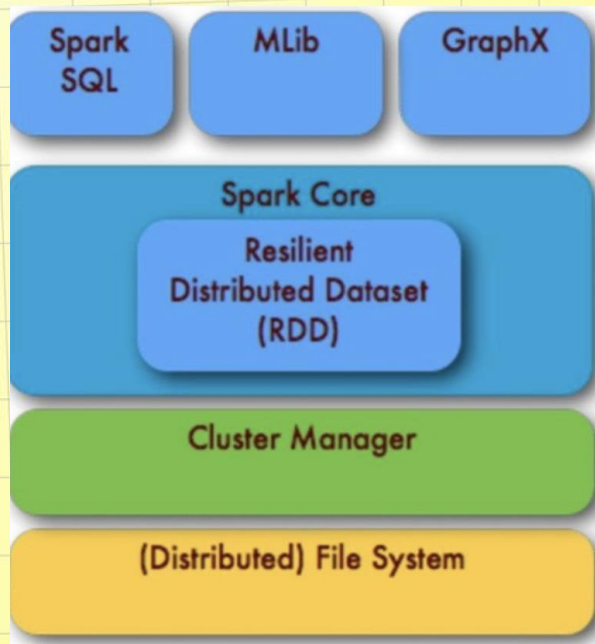 Spark
SQL
MLib
GraphX
Spark Core
Resilient
Distributed Dataset
(RDD)
Cluster Manager
(Distributed) File System